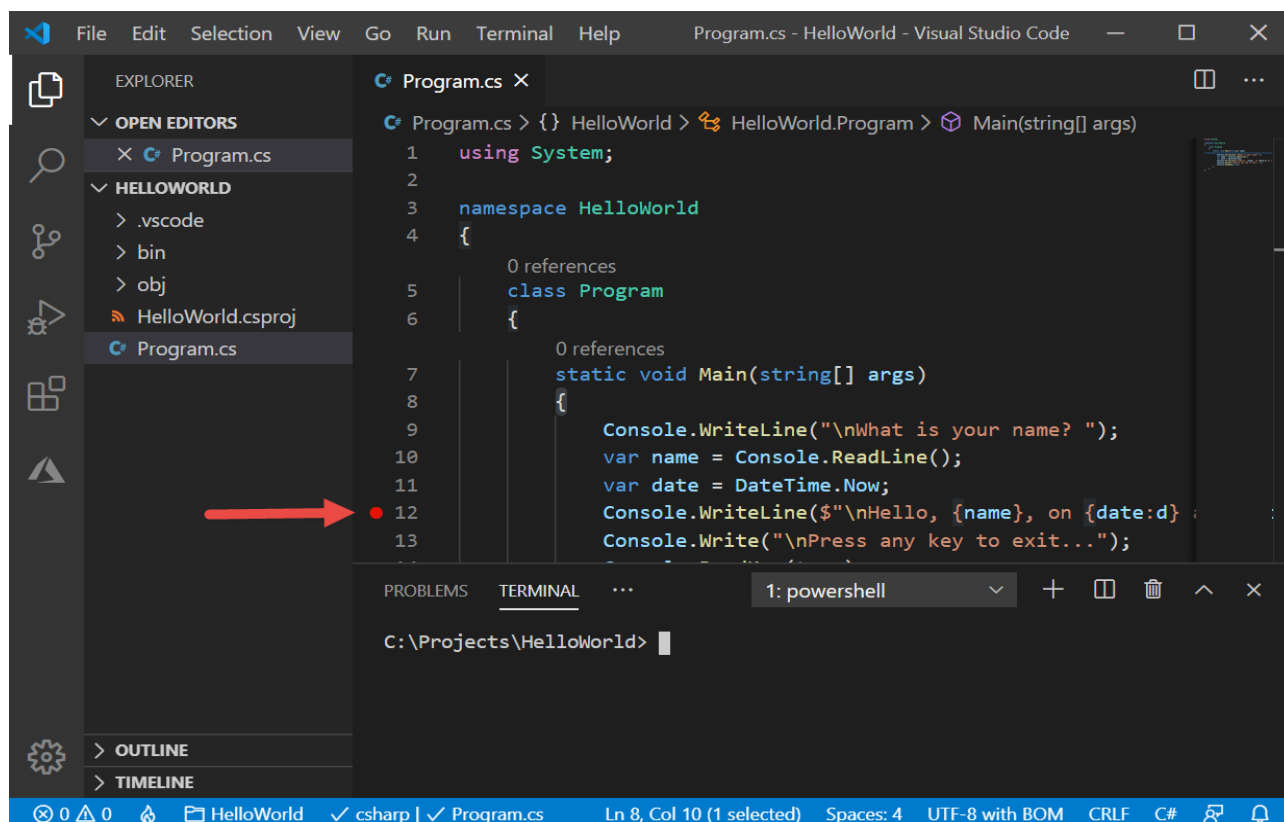 File Edit Selection View Go Run Terminal Help Program.cs - HelloWorld - Visual Studio Code
EXPLORER
OPEN EDITORS
Program.cs
HELLOWORLD
.vscode
bin
obj
HelloWorld.csproj
Program.cs
OUTLINE
TIMELINE
Program.cs
Program.cs > {} HelloWorld > HelloWorld.Program > Main(string[] args)
1 using System;
2
3 namespace HelloWorld
4 {
0 references
5 class Program
6 {
0 references
7 static void Main(string[] args)
8 {
9 Console.WriteLine("\nWhat is your name? ");
10 var name = Console.ReadLine();
11 var date = DateTime.Now;
12 Console.WriteLine($"\nHello, {name}, on {date:d}
13 Console.Write("\nPress any key to exit...");
PROBLEMS TERMINAL ... 1: powershell
C:\Projects\HelloWorld>
0 0 HelloWorld csharp | Program.cs Ln 8, Col 10 (1 selected) Spaces: 4 UTF-8 with BOM CRLF C#